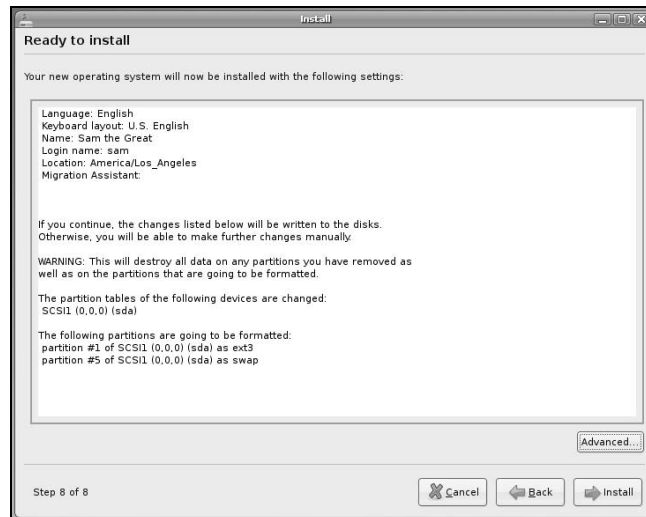 Install
Ready to install
Your new operating system will now be installed with the following settings:
Language: English
Keyboard layout: U.S. English
Name: Sam the Great
Login name: sam
Location: America/Los_Angeles
Migration Assistant:
If you continue, the changes listed below will be written to the disks.
Otherwise, you will be able to make further changes manually.
WARNING: This will destroy all data on any partitions you have removed as
well as on the partitions that are going to be formatted.
The partition tables of the following devices are changed:
SCSI1 (0,0,0) (sda)
The following partitions are going to be formatted:
partition #1 of SCSI1 (0,0,0) (sda) as ext3
partition #5 of SCSI1 (0,0,0) (sda) as swap
Advanced...
Step 8 of 8
Cancel
Back
Install